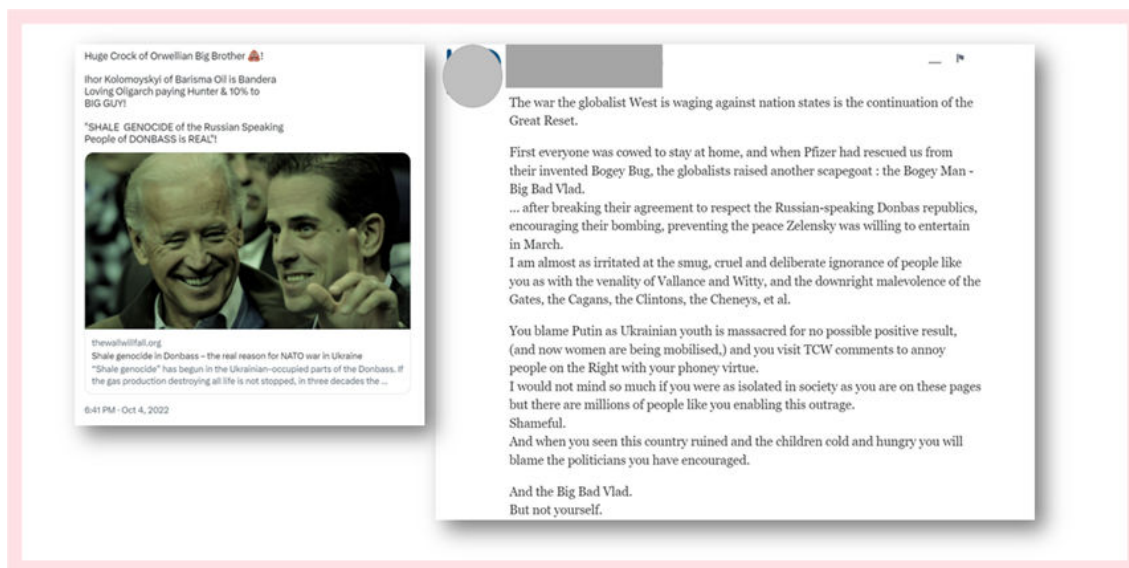 Huge Crock of Orwellian Big Brother 💩!
Ihor Kolomoyskyi of Barisma Oil is Bandera
Loving Oligarch paying Hunter & 10% to
BIG GUY!
"SHALE GENOCIDE of the Russian Speaking
People of DONBASS is REAL"!
thewallwillfall.org
Shale genocide in Donbass – the real reason for NATO war in Ukraine
"Shale genocide" has begun in the Ukrainian-occupied parts of the Donbass. If
the gas production destroying all life is not stopped, in three decades the ...
6:41 PM · Oct 4, 2022
The war the globalist West is waging against nation states is the continuation of the
Great Reset.
First everyone was cowed to stay at home, and when Pfizer had rescued us from
their invented Bogey Bug, the globalists raised another scapegoat : the Bogey Man -
Big Bad Vlad.
... after breaking their agreement to respect the Russian-speaking Donbas republics,
encouraging their bombing, preventing the peace Zelensky was willing to entertain
in March.
I am almost as irritated at the smug, cruel and deliberate ignorance of people like
you as with the venality of Vallance and Witty, and the downright malevolence of the
Gates, the Cagans, the Clintons, the Cheneys, et al.
You blame Putin as Ukrainian youth is massacred for no possible positive result,
(and now women are being mobilised,) and you visit TCW comments to annoy
people on the Right with your phoney virtue.
I would not mind so much if you were as isolated in society as you are on these pages
but there are millions of people like you enabling this outrage.
Shameful.
And when you seen this country ruined and the children cold and hungry you will
blame the politicians you have encouraged.
And the Big Bad Vlad.
But not yourself.